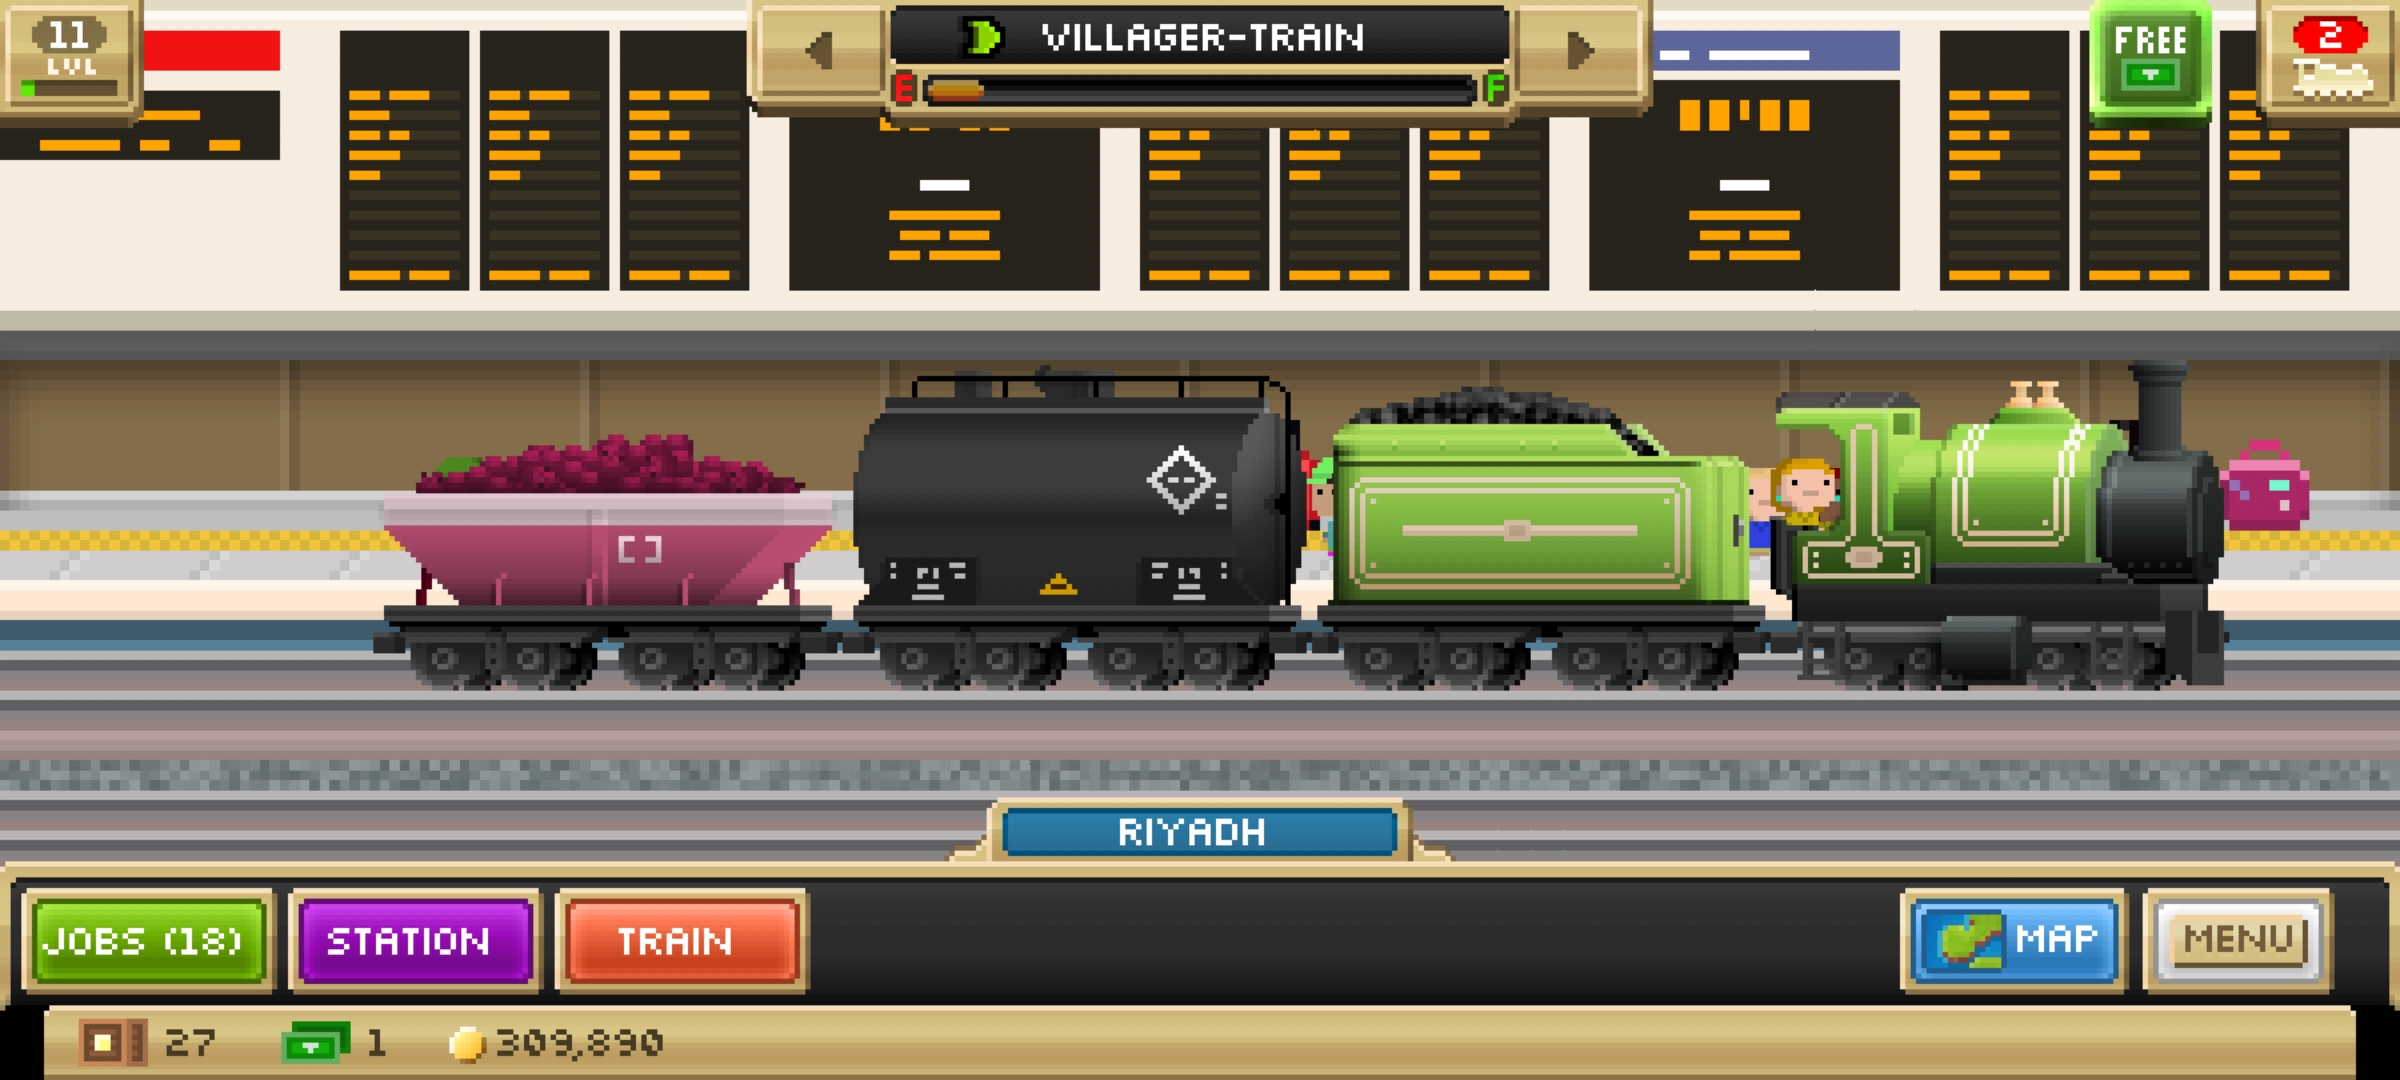 11
LVL
VILLAGER-TRAIN
E F
FREE
2
RIYADH
JOBS (18)
STATION
TRAIN
MAP
MENU
27
1
309,890